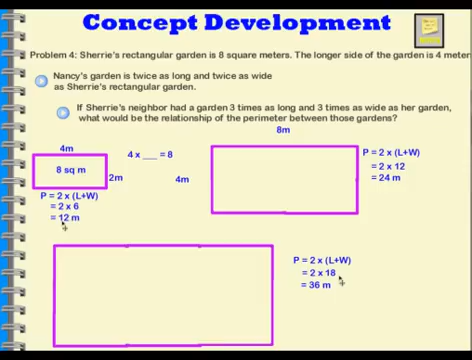 Concept Development
Problem 4: Sherrie's rectangular garden is 8 square meters. The longer side of the garden is 4 meter
Nancy's garden is twice as long and twice as wide
as Sherrie's rectangular garden.
If Sherrie's neighbor had a garden 3 times as long and 3 times as wide as her garden,
what would be the relationship of the perimeter between those gardens?
8m
4m
4 x ___ = 8
8 sq m
2m
4m
P = 2 x (L+W)
= 2 x 12
= 24 m
P = 2 x (L+W)
= 2 x 6
= 12 m
P = 2 x (L+W)
= 2 x 18
= 36 m